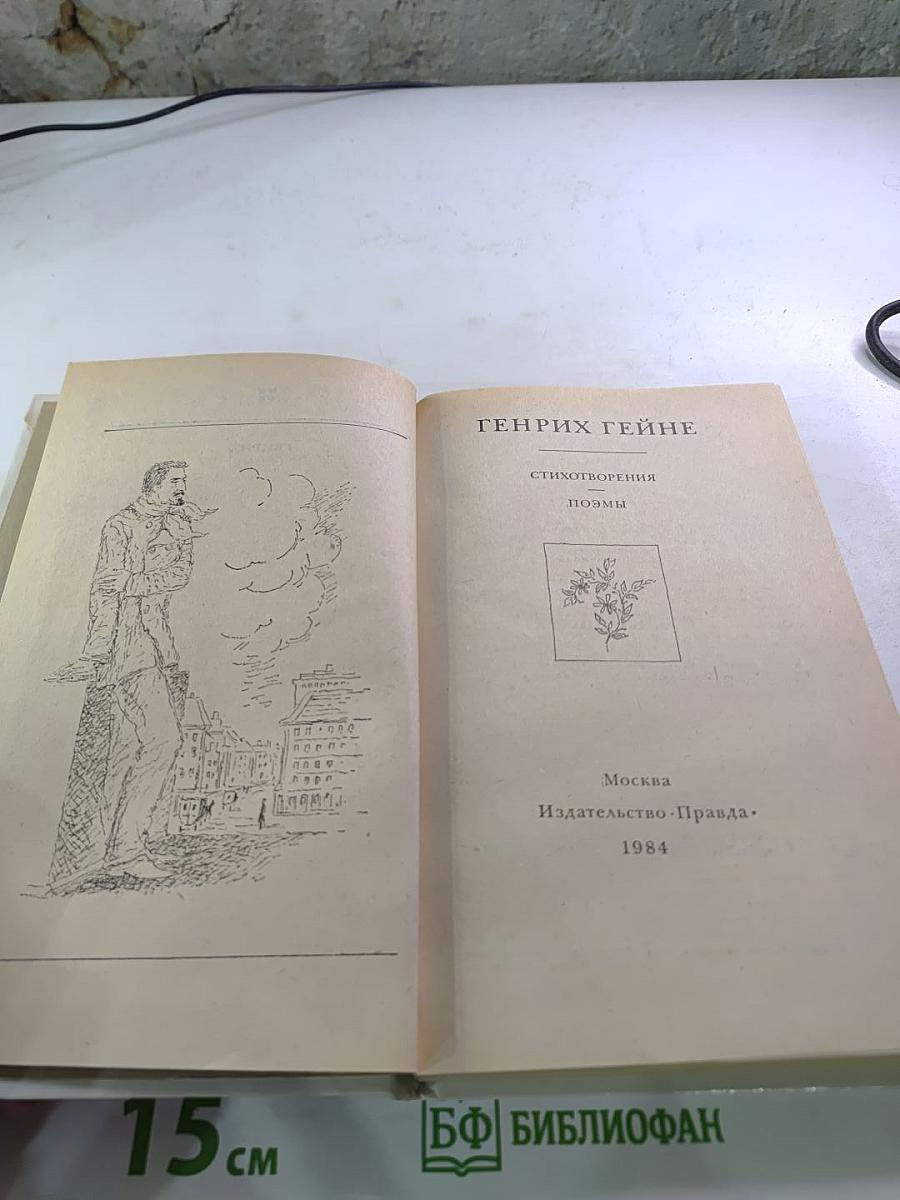 ГЕНРИХ ГЕЙНЕ
СТИХОТВОРЕНИЯ
ПОЭМЫ
Москва
Издательство «Правда»
1984
15 см
БФ БИБЛИОФАН